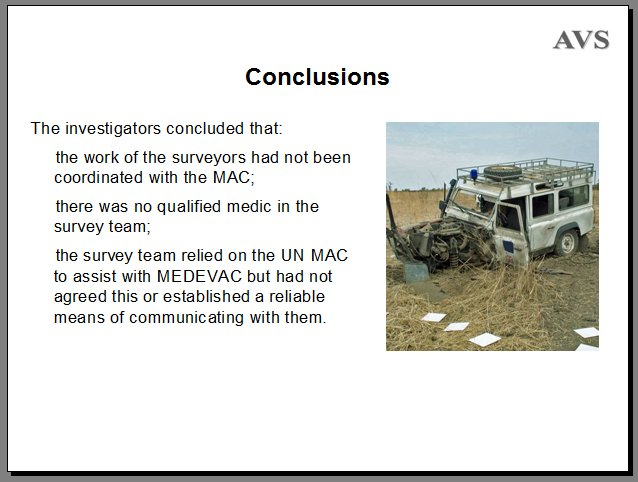 AVS
Conclusions
The investigators concluded that:
the work of the surveyors had not been
coordinated with the MAC;
there was no qualified medic in the
survey team;
the survey team relied on the UN MAC
to assist with MEDEVAC but had not
agreed this or established a reliable
means of communicating with them.